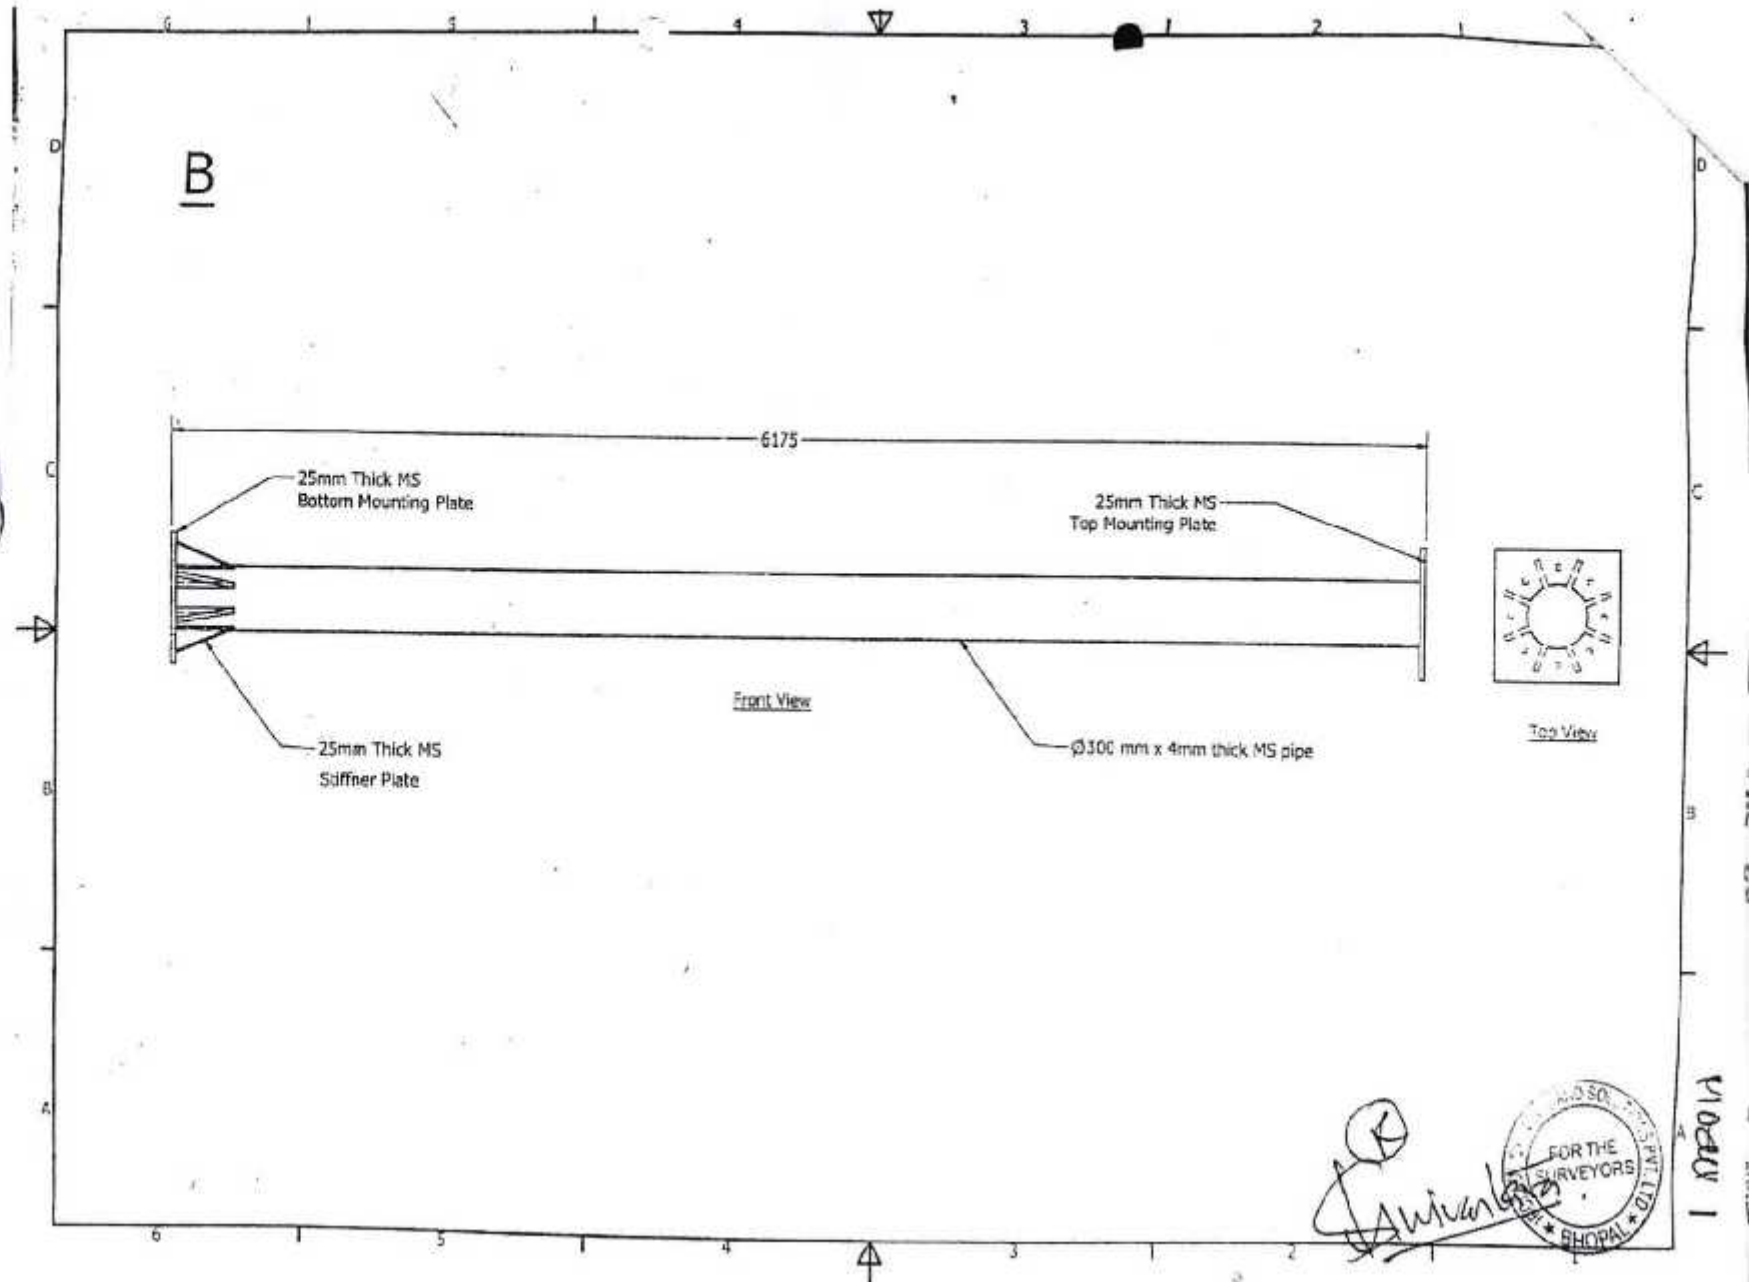 B
6175
25mm Thick MS
Bottom Mounting Plate
25mm Thick MS
Top Mounting Plate
Front View
Top View
25mm Thick MS
Stiffner Plate
Ø300 mm x 4mm thick MS pipe
FOR THE
SURVEYORS
BHOPAL
PVT. LTD
6
5
4
3
2
1
D
C
B
A
D
C
B
A
6
5
4
3
2
1